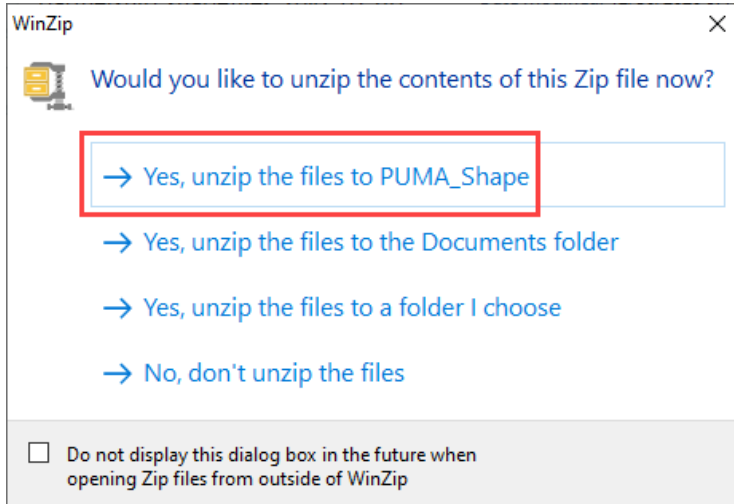 WinZip
Would you like to unzip the contents of this Zip file now?
Yes, unzip the files to PUMA_Shape
Yes, unzip the files to the Documents folder
Yes, unzip the files to a folder I choose
No, don't unzip the files
Do not display this dialog box in the future when
opening Zip files from outside of WinZip